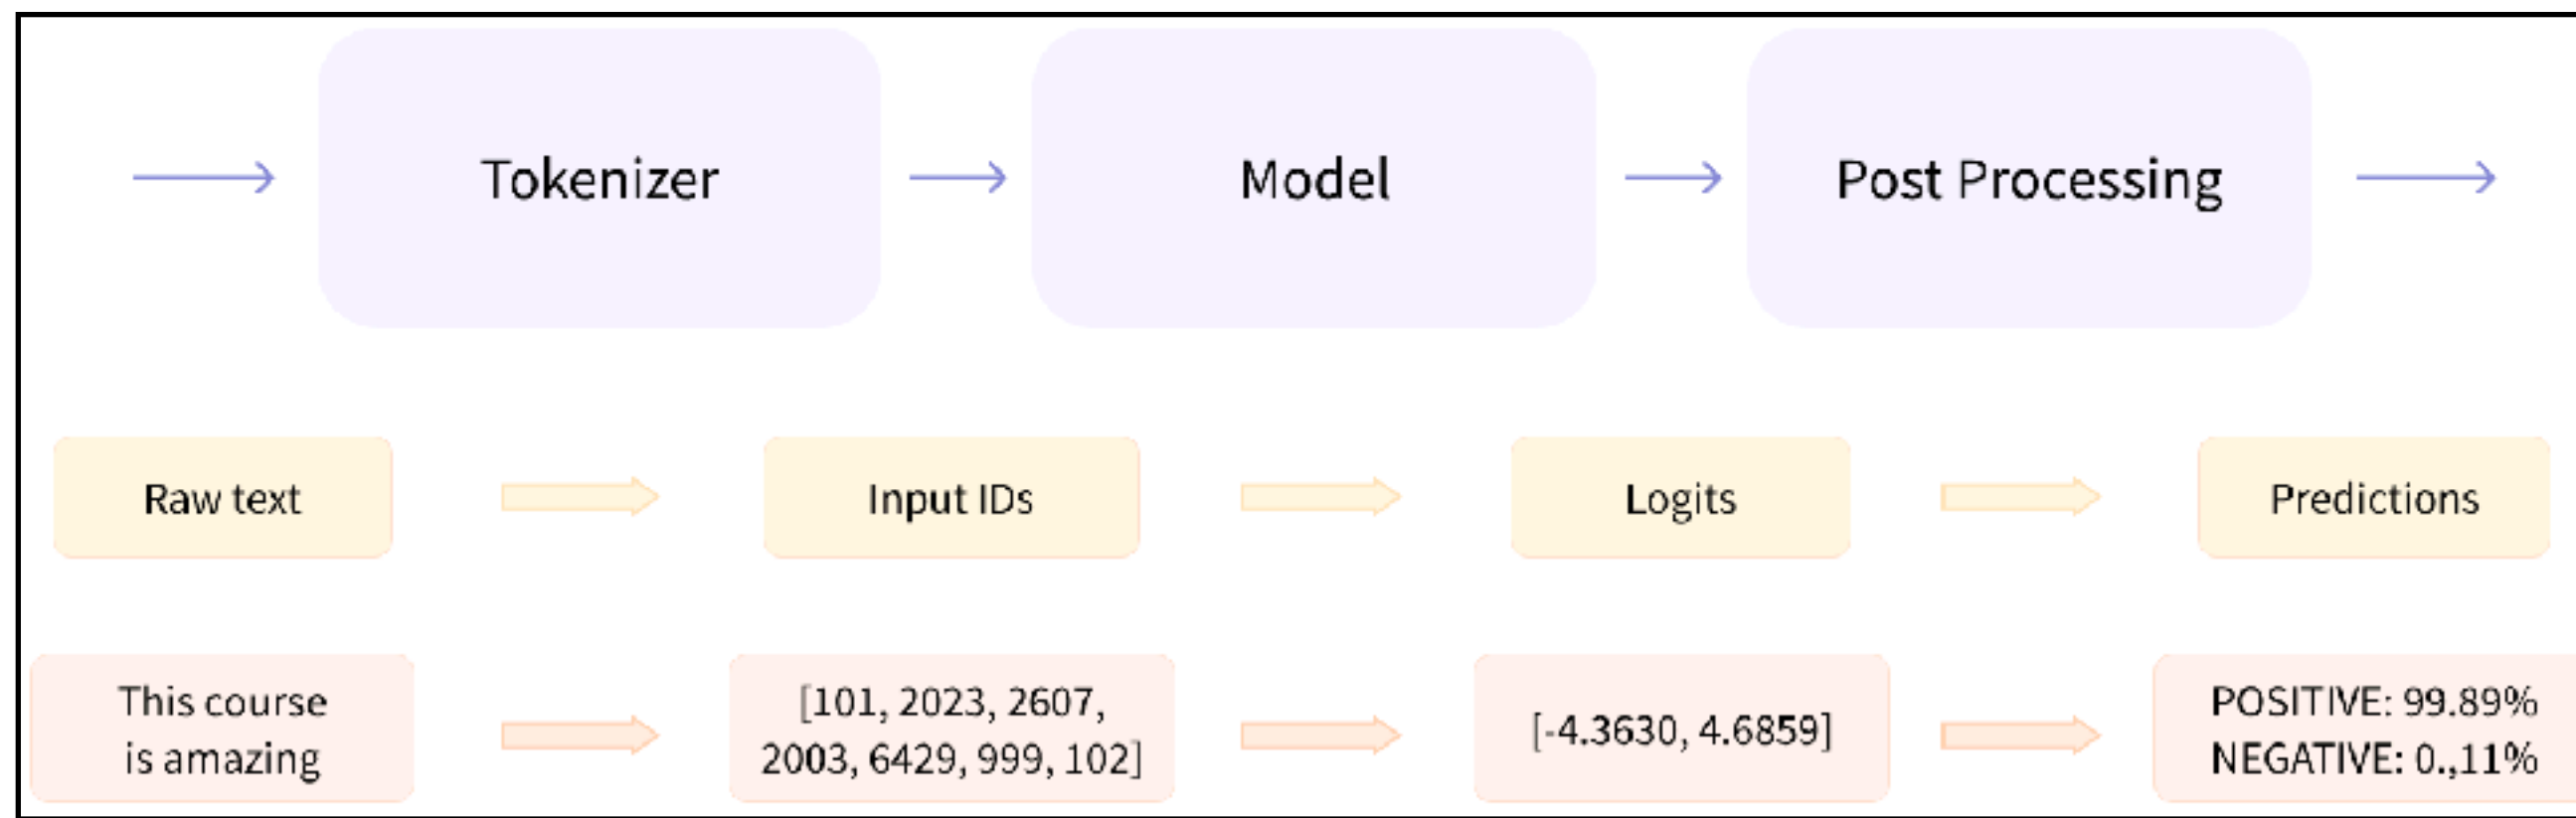 Tokenizer
Model
Post Processing
Raw text
Input IDs
Logits
Predictions
This course
is amazing
[101, 2023, 2607,
2003, 6429, 999, 102]
[-4.3630, 4.6859]
POSITIVE: 99.89%
NEGATIVE: 0.,11%